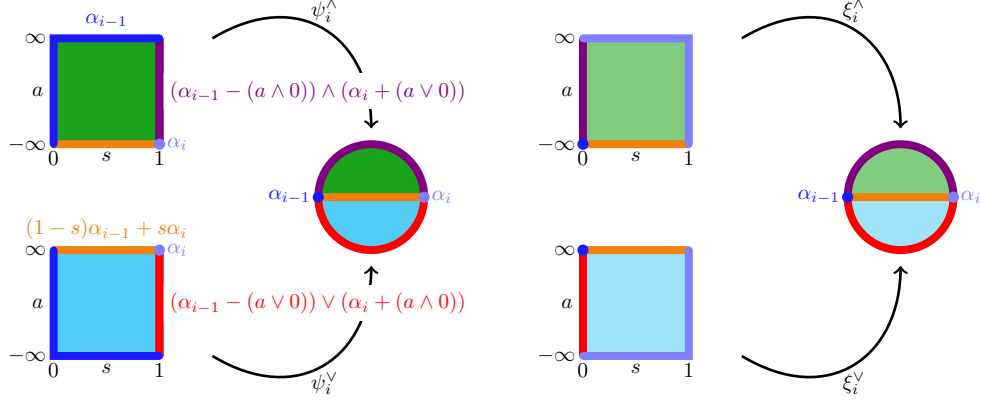 α_{i−1} ψ_i^∧ ξ_i^∧
∞ ∞
a (α_{i−1} − (a ∧ 0)) ∧ (α_i + (a ∨ 0)) a
−∞ α_i −∞
0 s 1 0 s 1
α_{i−1} α_i α_{i−1} α_i
(1 − s)α_{i−1} + sα_i
∞ α_i ∞
a (α_{i−1} − (a ∨ 0)) ∨ (α_i + (a ∧ 0)) a
−∞ −∞
0 s 1 0 s 1
ψ_i^∨ ξ_i^∨